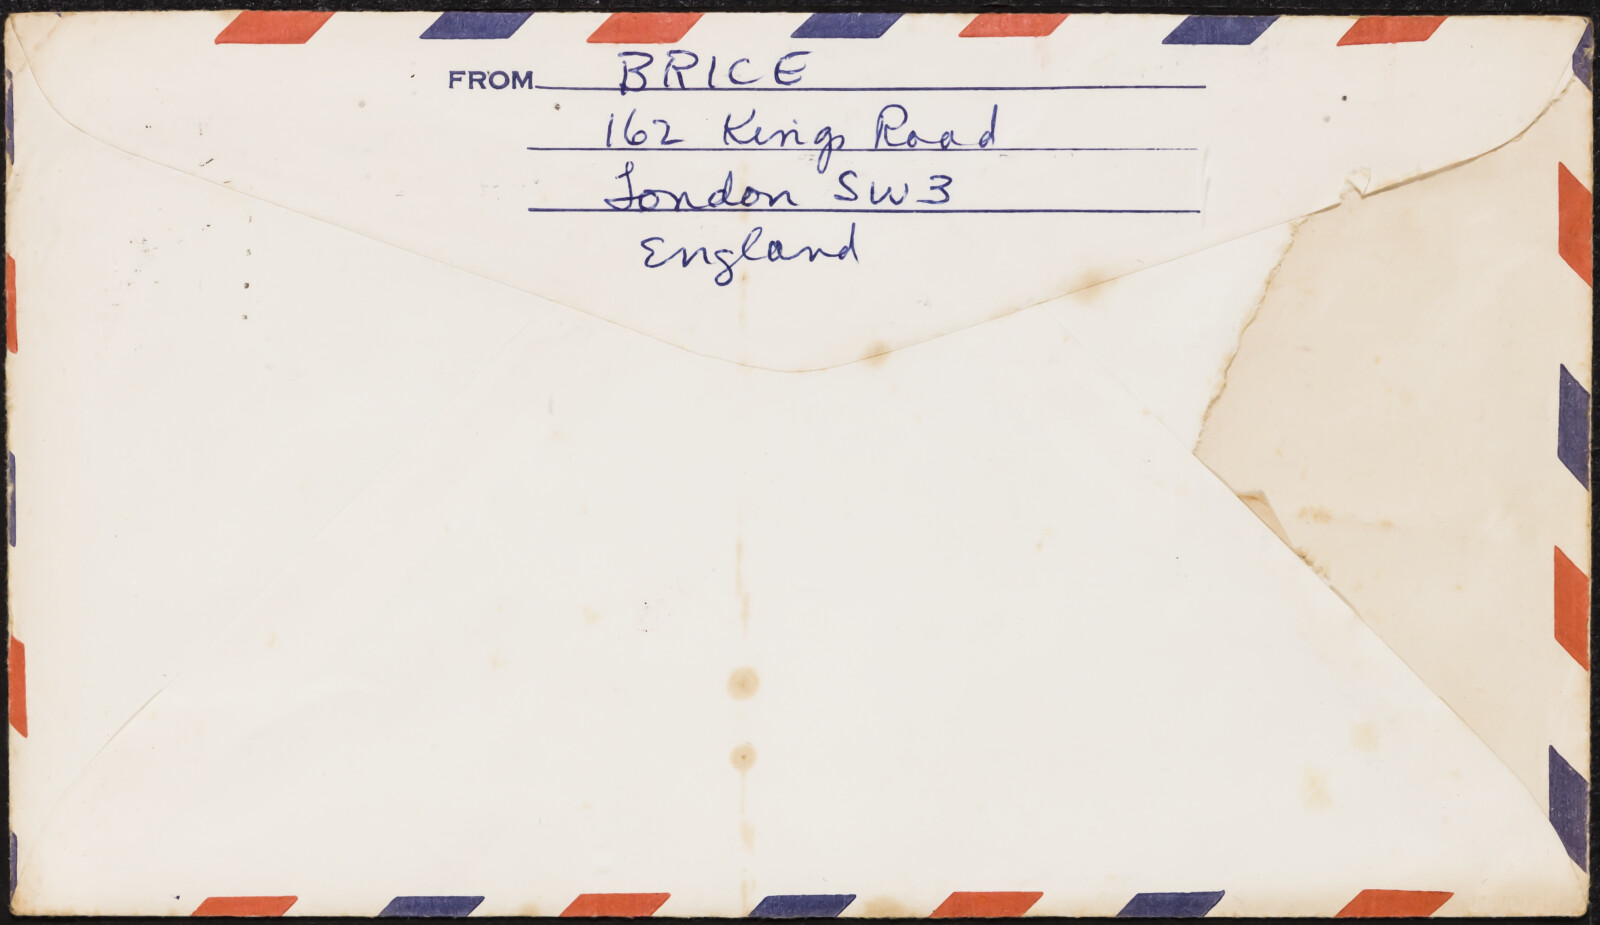 FROM BRICE
162 Kings Road
London SW3
England